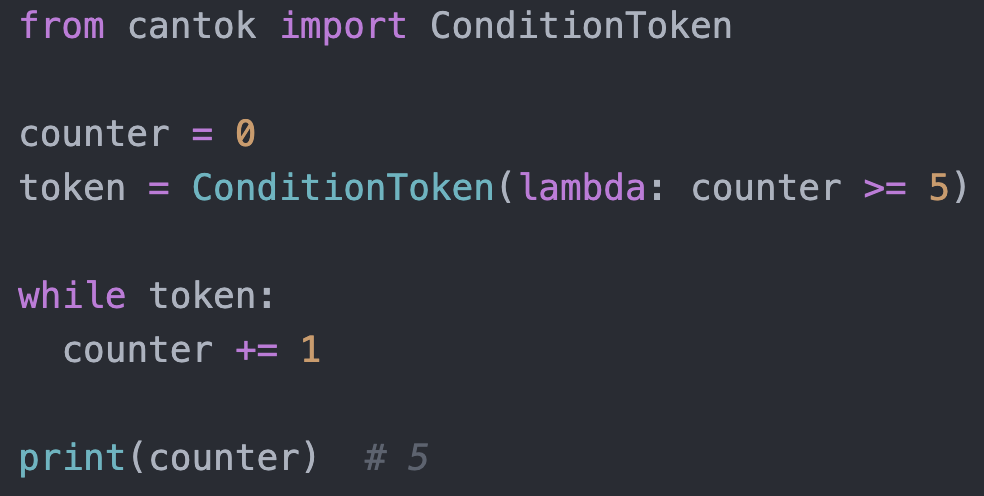 from cantok import ConditionToken
counter = 0
token = ConditionToken(lambda: counter >= 5)
while token:
  counter += 1
print(counter)  # 5